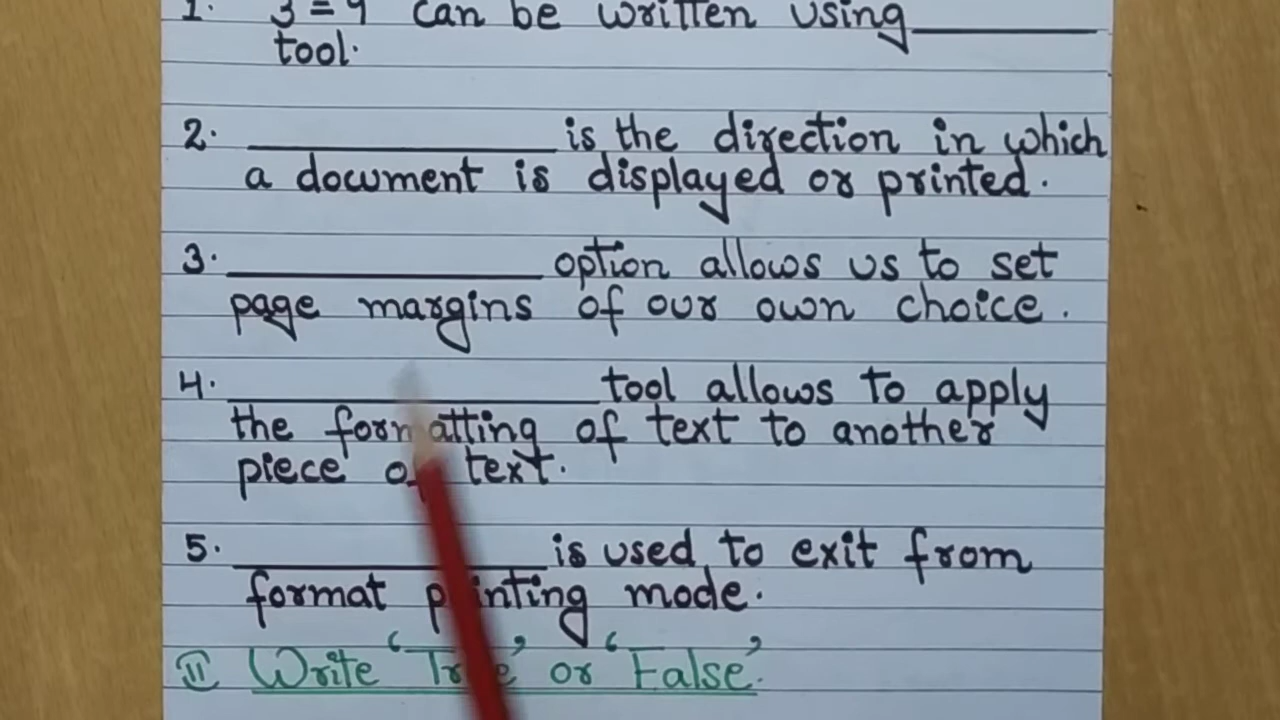 1. 3 = 9 can be written using________
tool.
2. ____________ is the direction in which
a document is displayed or printed.
3. ____________ option allows us to set
page margins of our own choice.
4. ____________ tool allows to apply
the formatting of text to another
piece of text.
5. ____________ is used to exit from
format painting mode.
II Write 'True' or 'False'.